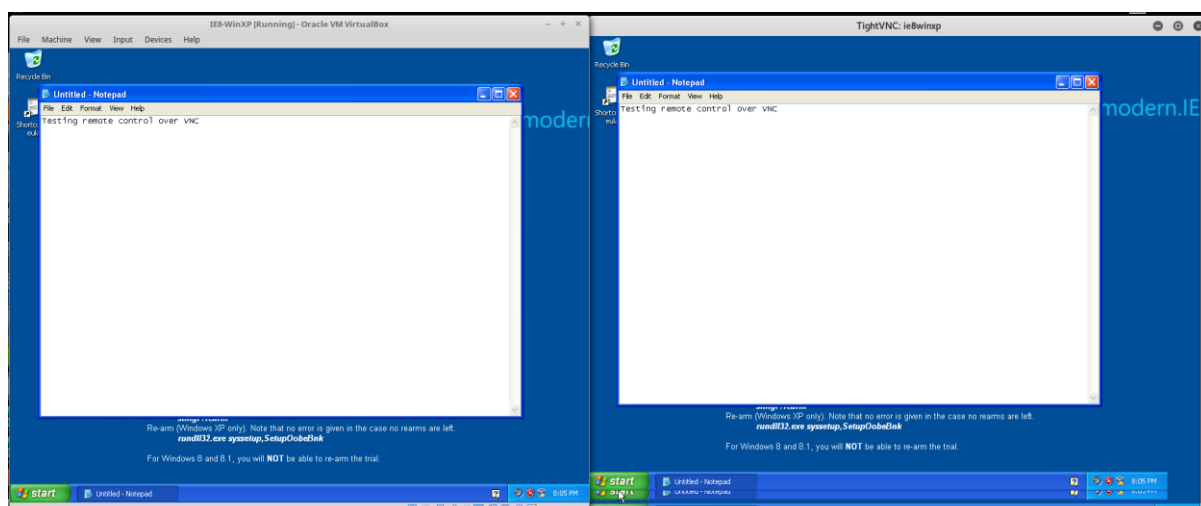 IE8-WinXP [Running] - Oracle VM VirtualBox
File Machine View Input Devices Help
Recycle Bin
Untitled - Notepad
File Edit Format View Help
Testing remote control over VNC
Shortc
eula
moder
Re-arm (Windows XP only). Note that no error is given in the case no rearms are left.
rundll32.exe syssetup,SetupOobeBnk
For Windows 8 and 8.1, you will NOT be able to re-arm the trial.
start
Untitled - Notepad
8:05 PM
TightVNC: ie8winxp
Recycle Bin
Untitled - Notepad
File Edit Format View Help
Testing remote control over VNC
Shortc
eula
modern.IE
Re-arm (Windows XP only). Note that no error is given in the case no rearms are left.
rundll32.exe syssetup,SetupOobeBnk
For Windows 8 and 8.1, you will NOT be able to re-arm the trial.
start
Untitled - Notepad
8:05 PM